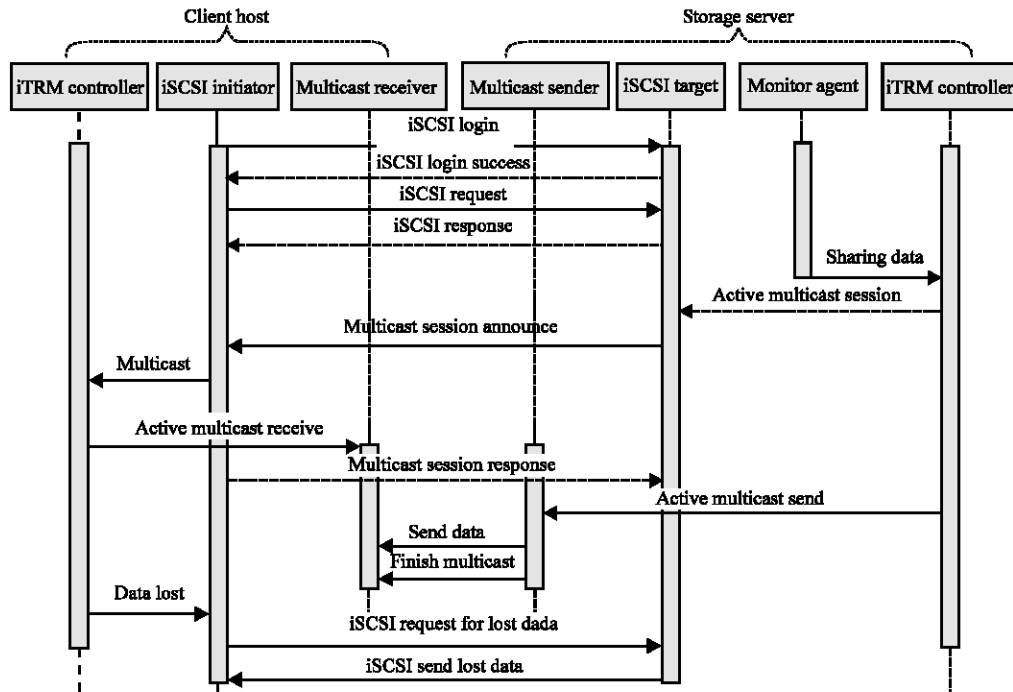 Client host
Storage server
iTRM controller
iSCSI initiator
Multicast receiver
Multicast sender
iSCSI target
Monitor agent
iTRM controller
iSCSI login
iSCSI login success
iSCSI request
iSCSI response
Sharing data
Active multicast session
Multicast session announce
Multicast
Active multicast receive
Multicast session response
Active multicast send
Send data
Finish multicast
Data lost
iSCSI request for lost dada
iSCSI send lost data